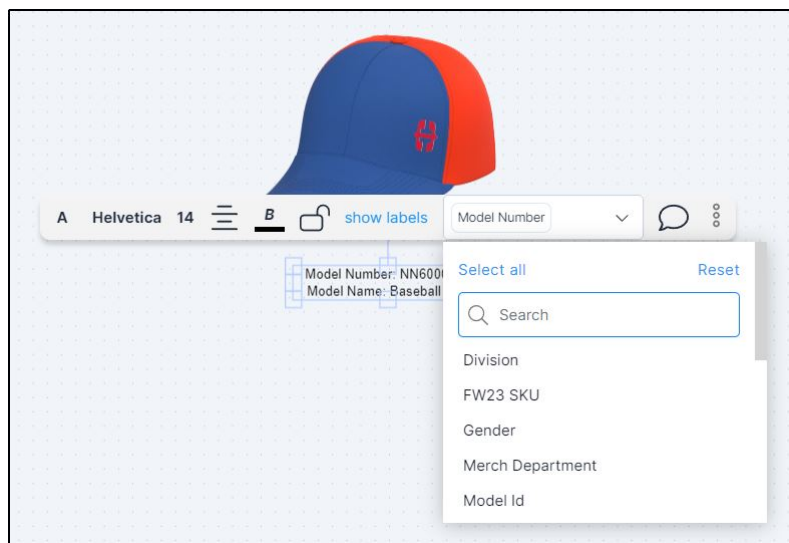 A Helvetica 14 B show labels Model Number
Model Number: NN600
Model Name: Baseball
Select all Reset
Search
Division
FW23 SKU
Gender
Merch Department
Model Id